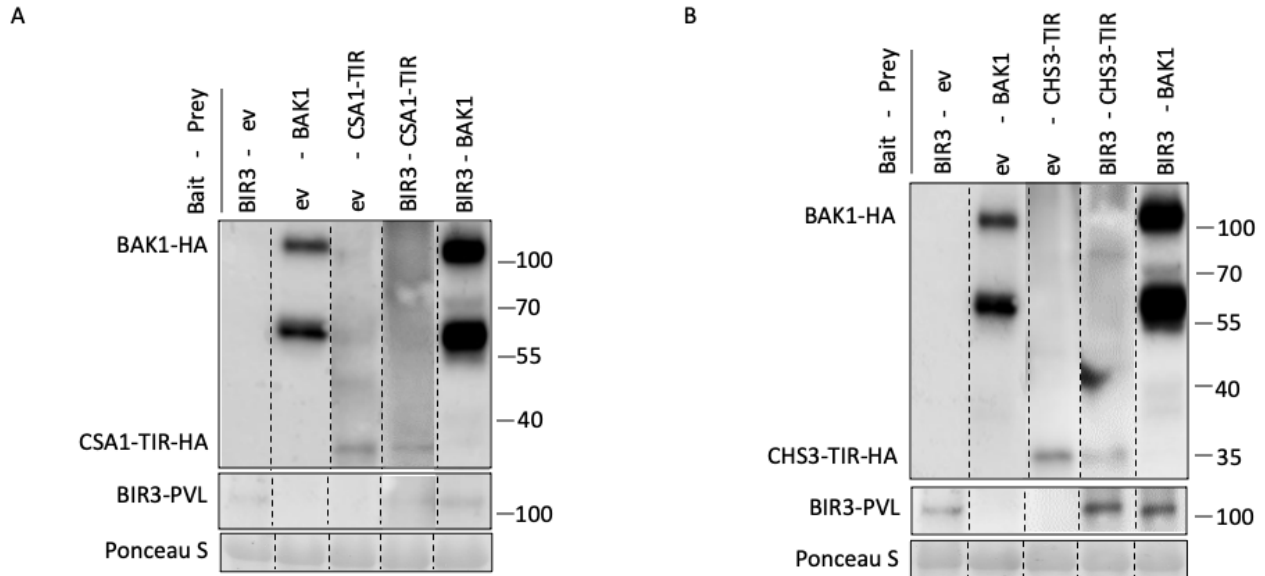 A
Bait - Prey
BIR3 - ev
ev - BAK1
ev - CSA1-TIR
BIR3 - CSA1-TIR
BIR3 - BAK1
BAK1-HA
CSA1-TIR-HA
BIR3-PVL
Ponceau S
100
70
55
40
100
B
Bait - Prey
BIR3 - ev
ev - BAK1
ev - CHS3-TIR
BIR3 - CHS3-TIR
BIR3 - BAK1
BAK1-HA
CHS3-TIR-HA
BIR3-PVL
Ponceau S
100
70
55
40
35
100